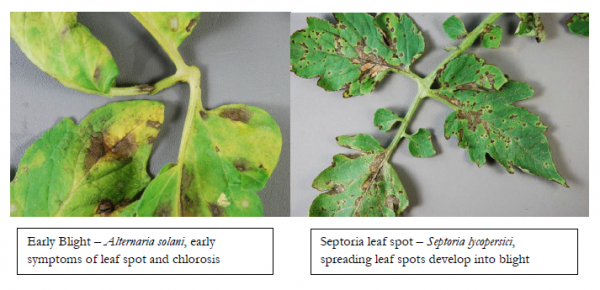 Early Blight – Alternaria solani, early
symptoms of leaf spot and chlorosis
Septoria leaf spot – Septoria lycopersici,
spreading leaf spots develop into blight